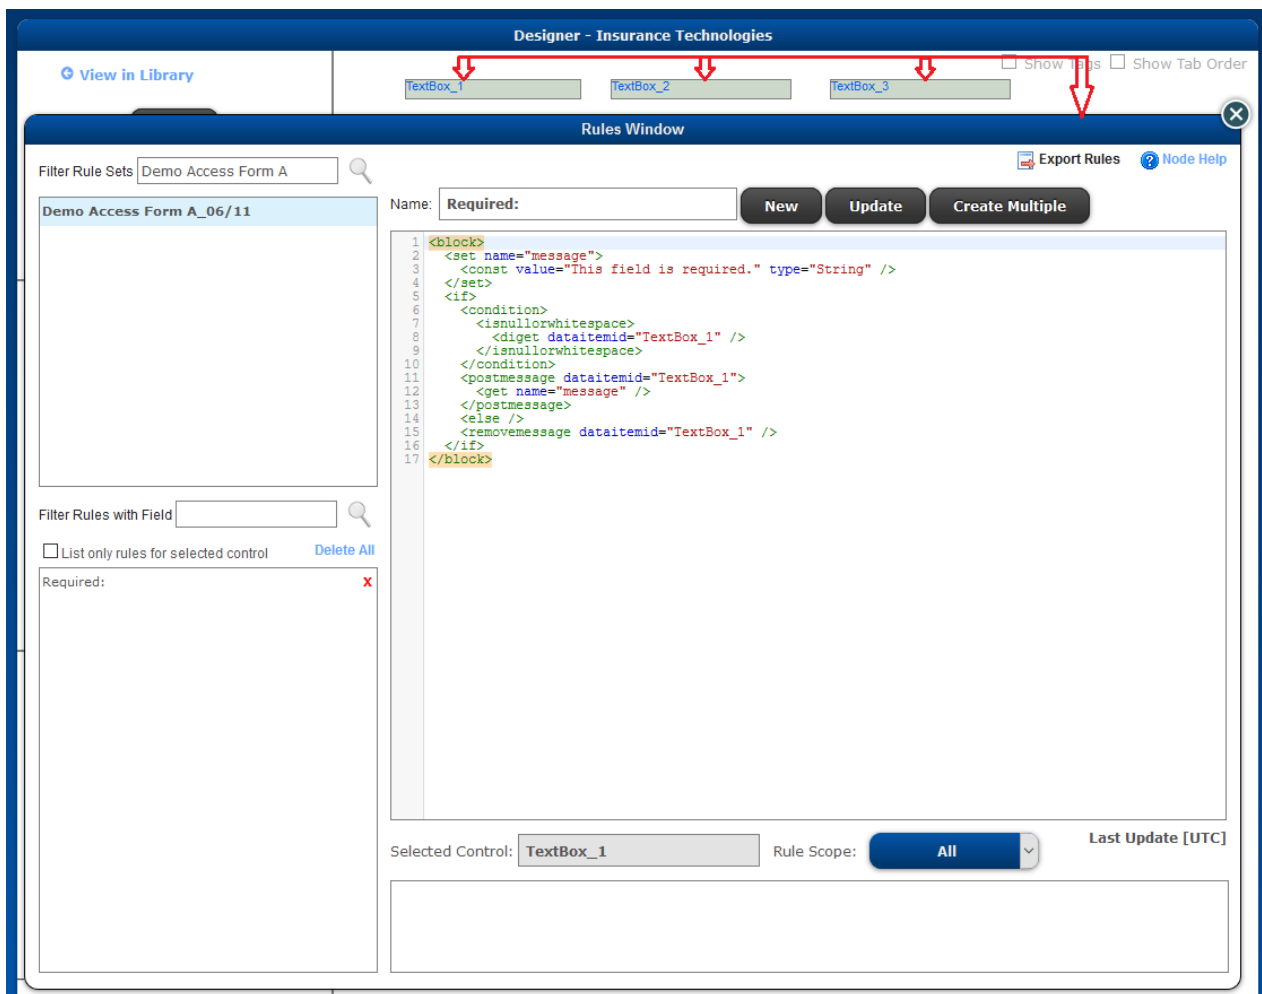 Designer - Insurance Technologies
View in Library
Show Tags
Show Tab Order
TextBox_1
TextBox_2
TextBox_3
Rules Window
Filter Rule Sets
Demo Access Form A
Export Rules
Node Help
Demo Access Form A_06/11
Name:
Required:
New
Update
Create Multiple
1 <block>
2 <set name="message">
3 <const value="This field is required." type="String" />
4 </set>
5 <if>
6 <condition>
7 <isnullorwhitespace>
8 <diget dataitemid="TextBox_1" />
9 </isnullorwhitespace>
10 </condition>
11 <postmessage dataitemid="TextBox_1">
12 <get name="message" />
13 </postmessage>
14 <else />
15 <removemessage dataitemid="TextBox_1" />
16 </if>
17 </block>
Filter Rules with Field
List only rules for selected control
Delete All
Required:
X
Selected Control:
TextBox_1
Rule Scope:
All
Last Update [UTC]